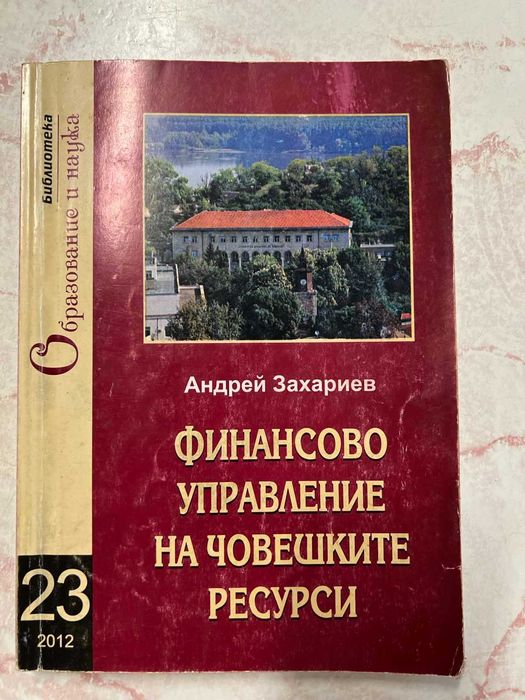 Библиотека
Образование и наука
Андрей Захариев
ФИНАНСОВО
УПРАВЛЕНИЕ
НА ЧОВЕШКИТЕ
РЕСУРСИ
23
2012